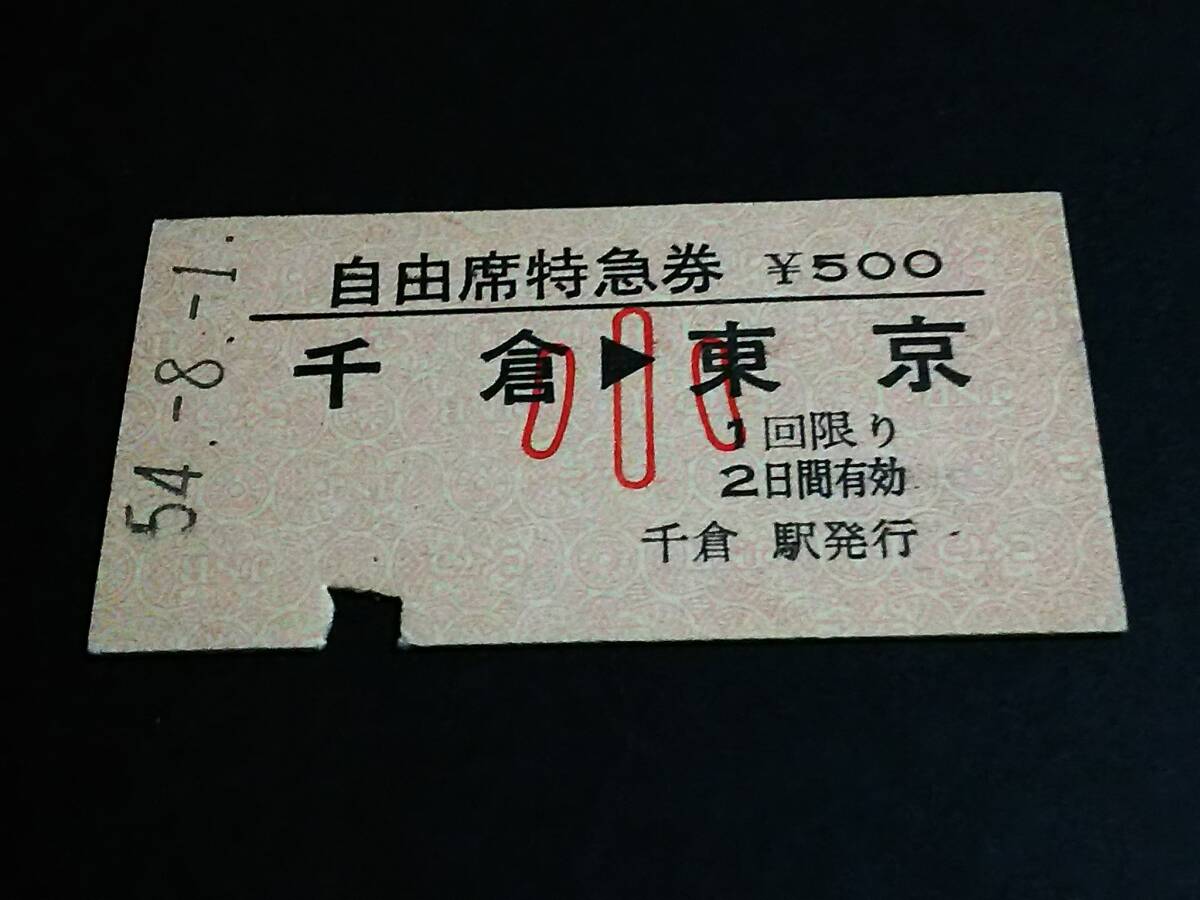 自由席特急券 ¥500
千倉▶東京
小
1回限り
2日間有効
千倉 駅発行
54.-8.-1.